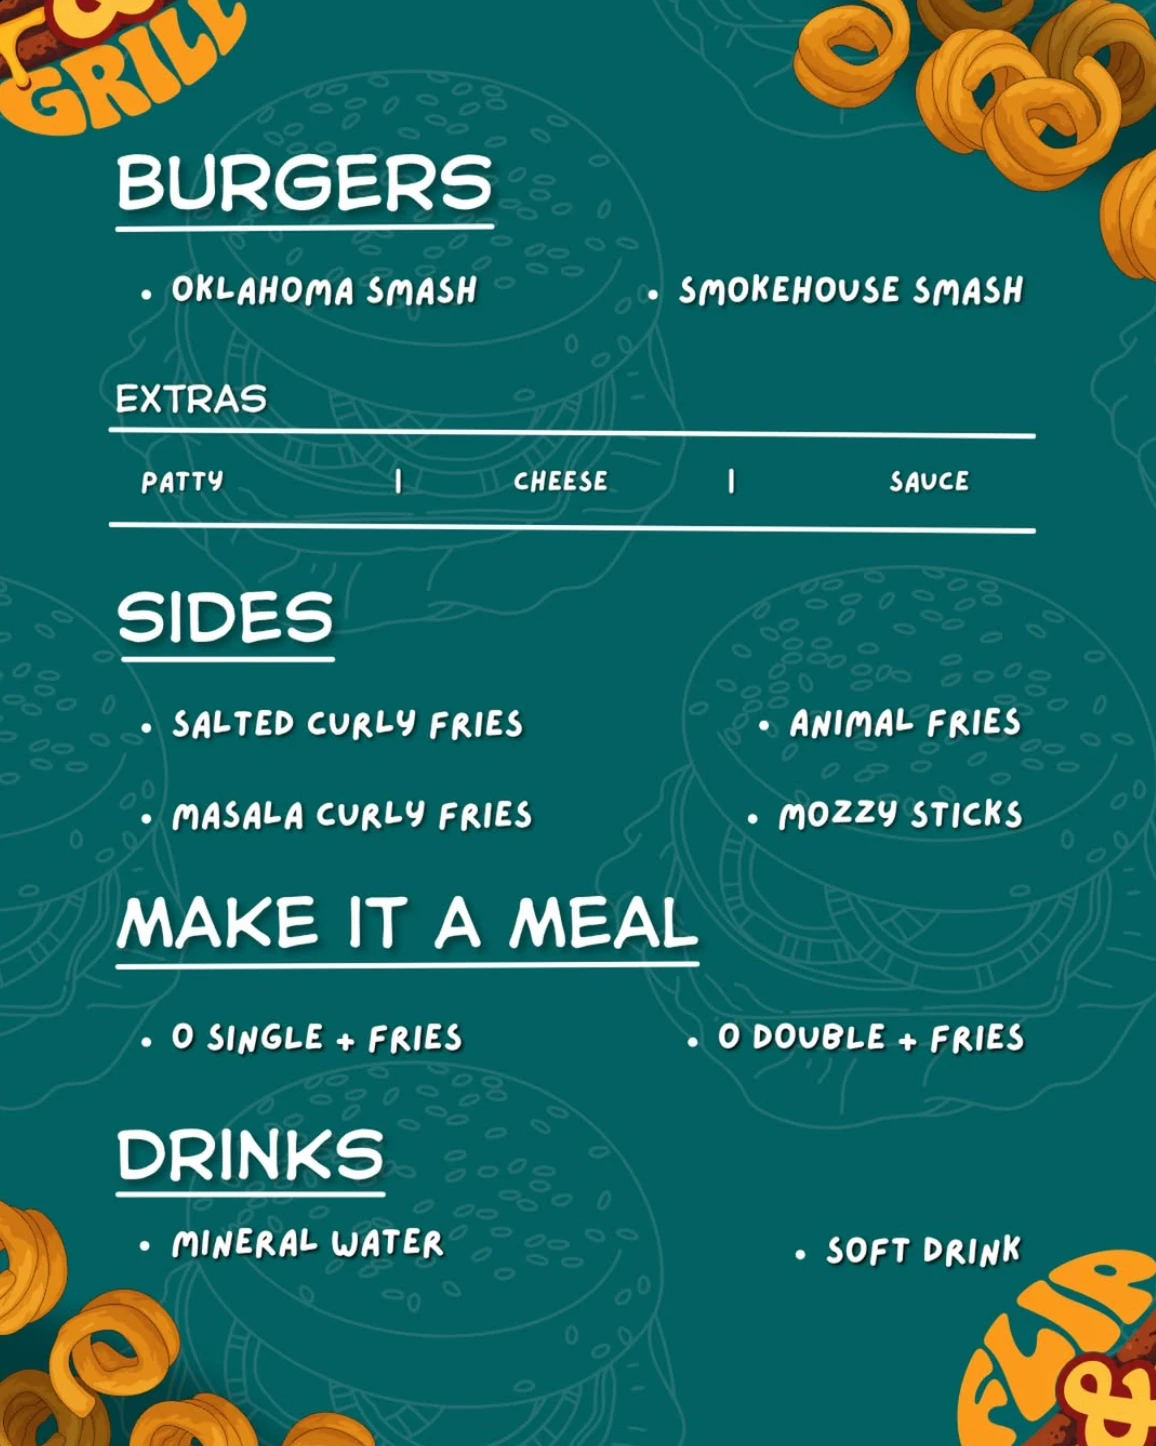 & GRILL
BURGERS
• OKLAHOMA SMASH • SMOKEHOUSE SMASH
EXTRAS
PATTY | CHEESE | SAUCE
SIDES
• SALTED CURLY FRIES • ANIMAL FRIES
• MASALA CURLY FRIES • MOZZY STICKS
MAKE IT A MEAL
• O SINGLE + FRIES • O DOUBLE + FRIES
DRINKS
• MINERAL WATER • SOFT DRINK
FLIP &